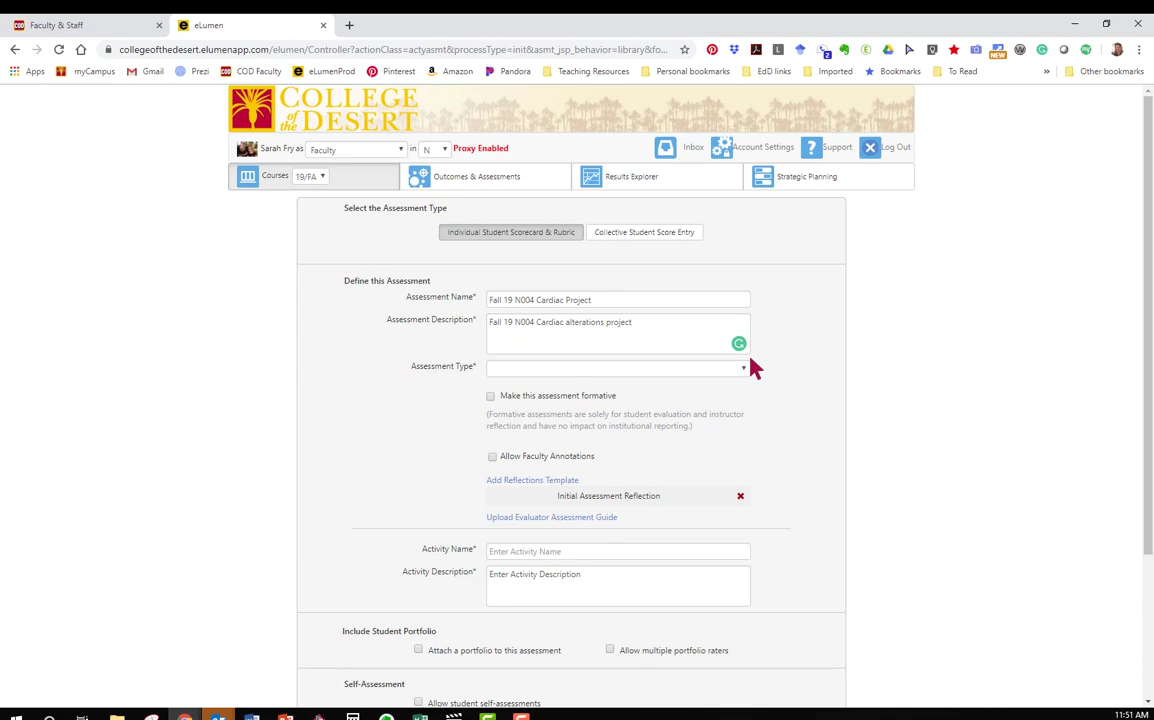 Faculty & Staff
eLumen
collegeofthedesert.elumenapp.com/elumen/Controller?actionClass=actyasmt&processType=init&asmt_jsp_behavior=library&fo...
Apps
myCampus
Gmail
Prezi
COD Faculty
eLumenProd
Pinterest
Amazon
Pandora
Teaching Resources
Personal bookmarks
EdD links
Imported
Bookmarks
To Read
Other bookmarks
COLLEGE
of the DESERT
Sarah Fry as Faculty in N Proxy Enabled
Inbox Account Settings Support Log Out
Courses 19/FA Outcomes & Assessments Results Explorer Strategic Planning
Select the Assessment Type
Individual Student Scorecard & Rubric Collective Student Score Entry
Define this Assessment
Assessment Name* Fall 19 N004 Cardiac Project
Assessment Description* Fall 19 N004 Cardiac alterations project
Assessment Type*
Make this assessment formative
(Formative assessments are solely for student evaluation and instructor
reflection and have no impact on institutional reporting.)
Allow Faculty Annotations
Add Reflections Template
Initial Assessment Reflection
Upload Evaluator Assessment Guide
Activity Name* Enter Activity Name
Activity Description* Enter Activity Description
Include Student Portfolio
Attach a portfolio to this assessment Allow multiple portfolio raters
Self-Assessment
Allow student self-assessments
11:51 AM